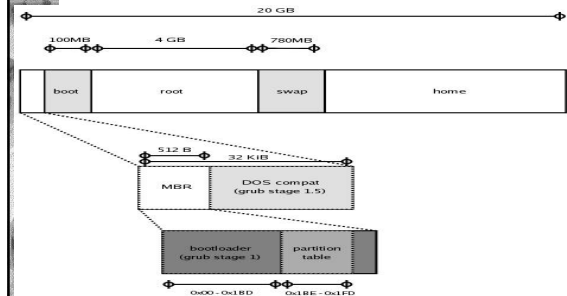 20 GB
100MB 4 GB 780MB
boot root swap home
512 B
32 KiB
MBR DOS compat
(grub stage 1.5)
bootloader
(grub stage 1)
partition
table
0x00 - 0x1BD 0x1BE - 0x1FD